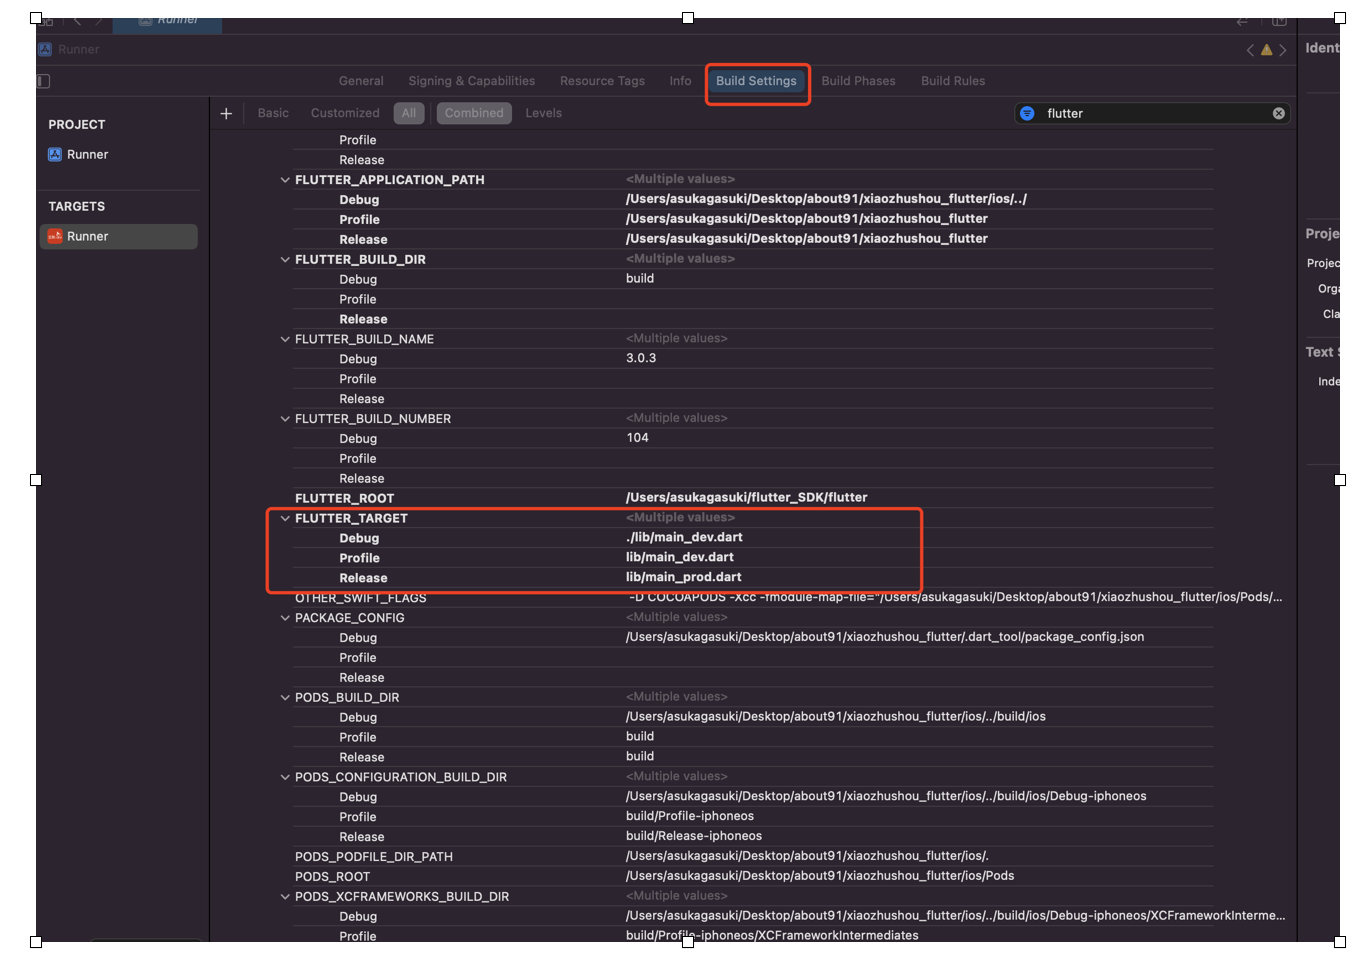 Runner
Runner
Ident
General Signing & Capabilities Resource Tags Info Build Settings Build Phases Build Rules
+ Basic Customized All Combined Levels flutter
PROJECT
Runner
TARGETS
Runner
Profile
Release
FLUTTER_APPLICATION_PATH <Multiple values>
Debug /Users/asukagasuki/Desktop/about91/xiaozhushou_flutter/ios/../
Profile /Users/asukagasuki/Desktop/about91/xiaozhushou_flutter
Release /Users/asukagasuki/Desktop/about91/xiaozhushou_flutter
FLUTTER_BUILD_DIR <Multiple values>
Debug build
Profile
Release
FLUTTER_BUILD_NAME <Multiple values>
Debug 3.0.3
Profile
Release
FLUTTER_BUILD_NUMBER <Multiple values>
Debug 104
Profile
Release
FLUTTER_ROOT /Users/asukagasuki/flutter_SDK/flutter
FLUTTER_TARGET <Multiple values>
Debug ./lib/main_dev.dart
Profile lib/main_dev.dart
Release lib/main_prod.dart
OTHER_SWIFT_FLAGS -D COCOAPODS -Xcc -fmodule-map-file="/Users/asukagasuki/Desktop/about91/xiaozhushou_flutter/ios/Pods/...
PACKAGE_CONFIG <Multiple values>
Debug /Users/asukagasuki/Desktop/about91/xiaozhushou_flutter/.dart_tool/package_config.json
Profile
Release
PODS_BUILD_DIR <Multiple values>
Debug /Users/asukagasuki/Desktop/about91/xiaozhushou_flutter/ios/../build/ios
Profile build
Release build
PODS_CONFIGURATION_BUILD_DIR <Multiple values>
Debug /Users/asukagasuki/Desktop/about91/xiaozhushou_flutter/ios/../build/ios/Debug-iphoneos
Profile build/Profile-iphoneos
Release build/Release-iphoneos
PODS_PODFILE_DIR_PATH /Users/asukagasuki/Desktop/about91/xiaozhushou_flutter/ios/.
PODS_ROOT /Users/asukagasuki/Desktop/about91/xiaozhushou_flutter/ios/Pods
PODS_XCFRAMEWORKS_BUILD_DIR <Multiple values>
Debug /Users/asukagasuki/Desktop/about91/xiaozhushou_flutter/ios/../build/ios/Debug-iphoneos/XCFrameworkInterme...
Profile build/Profile-iphoneos/XCFrameworkIntermediates
Proje
Projec
Orga
Cla
Text S
Inde